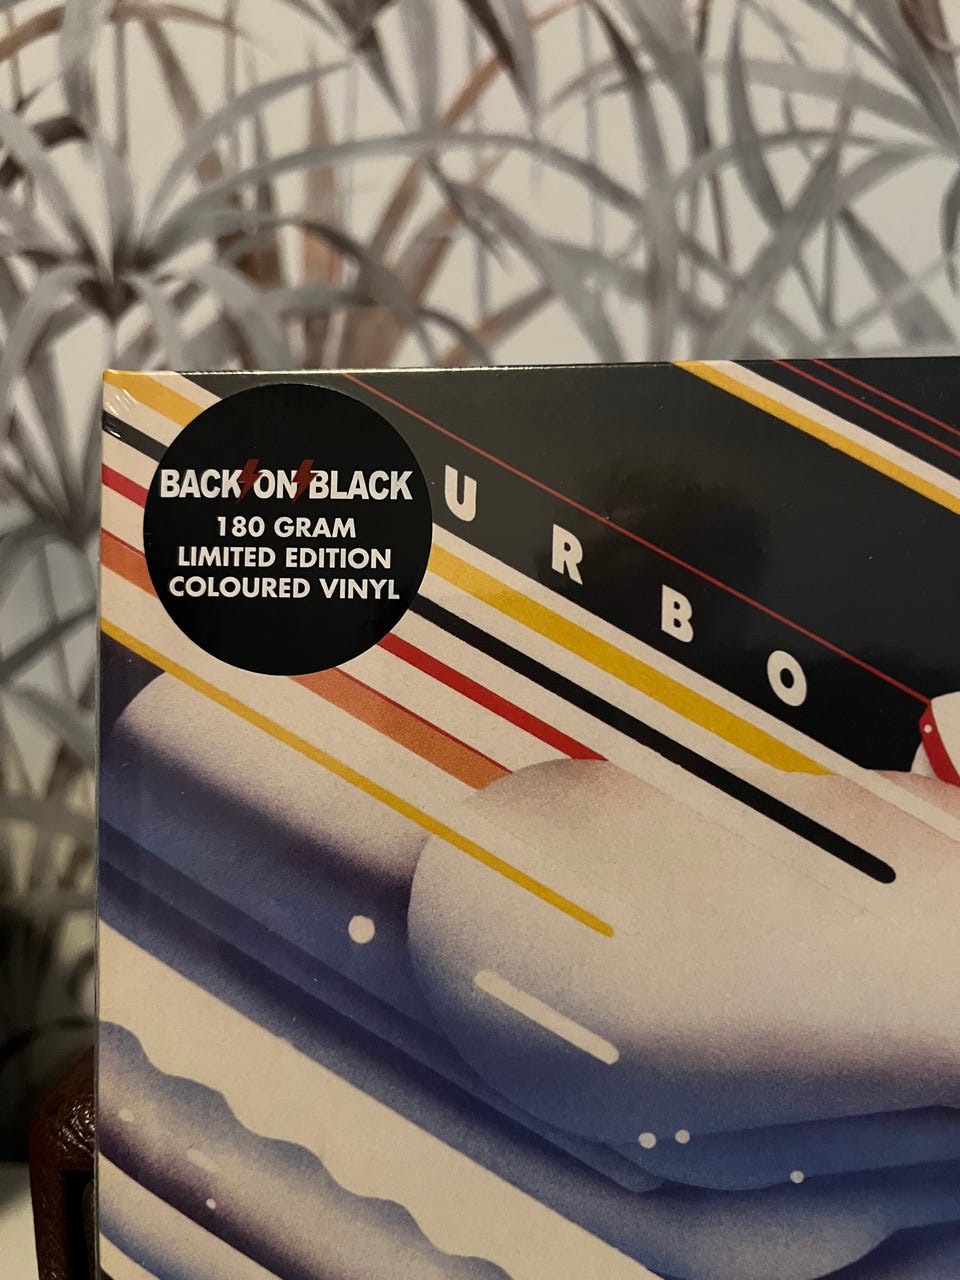 BACK ON BLACK
180 GRAM
LIMITED EDITION
COLOURED VINYL
URBO